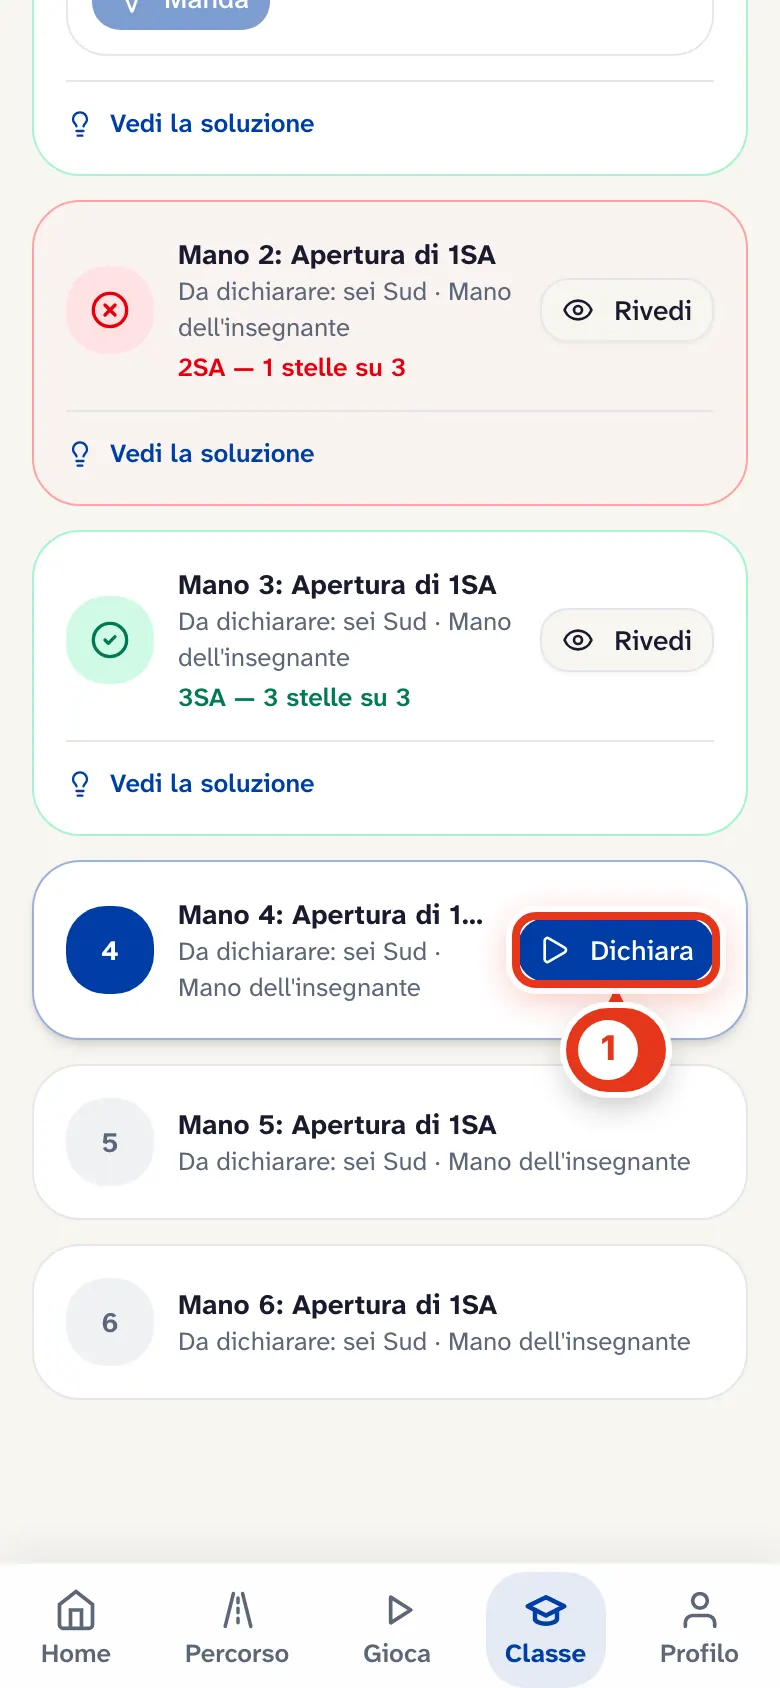 Manda
Vedi la soluzione
Mano 2: Apertura di 1SA
Da dichiarare: sei Sud · Mano
dell'insegnante
2SA — 1 stelle su 3
Rivedi
Vedi la soluzione
Mano 3: Apertura di 1SA
Da dichiarare: sei Sud · Mano
dell'insegnante
3SA — 3 stelle su 3
Rivedi
Vedi la soluzione
4
Mano 4: Apertura di 1...
Da dichiarare: sei Sud ·
Mano dell'insegnante
Dichiara
1
5
Mano 5: Apertura di 1SA
Da dichiarare: sei Sud · Mano dell'insegnante
6
Mano 6: Apertura di 1SA
Da dichiarare: sei Sud · Mano dell'insegnante
Home
Percorso
Gioca
Classe
Profilo